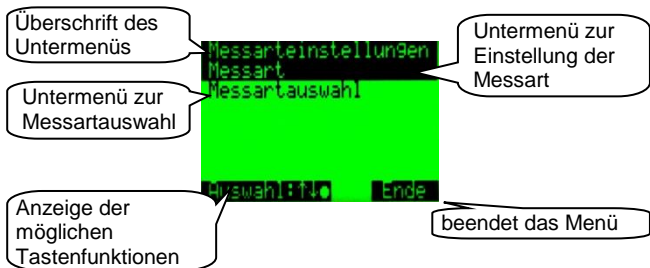 Überschrift des
Untermenüs
Untermenü zur
Einstellung der
Messart
Messarteinstellungen
Messart
Messartauswahl
Untermenü zur
Messartauswahl
Auswahl:↑↓●
Ende
Anzeige der
möglichen
Tastenfunktionen
beendet das Menü